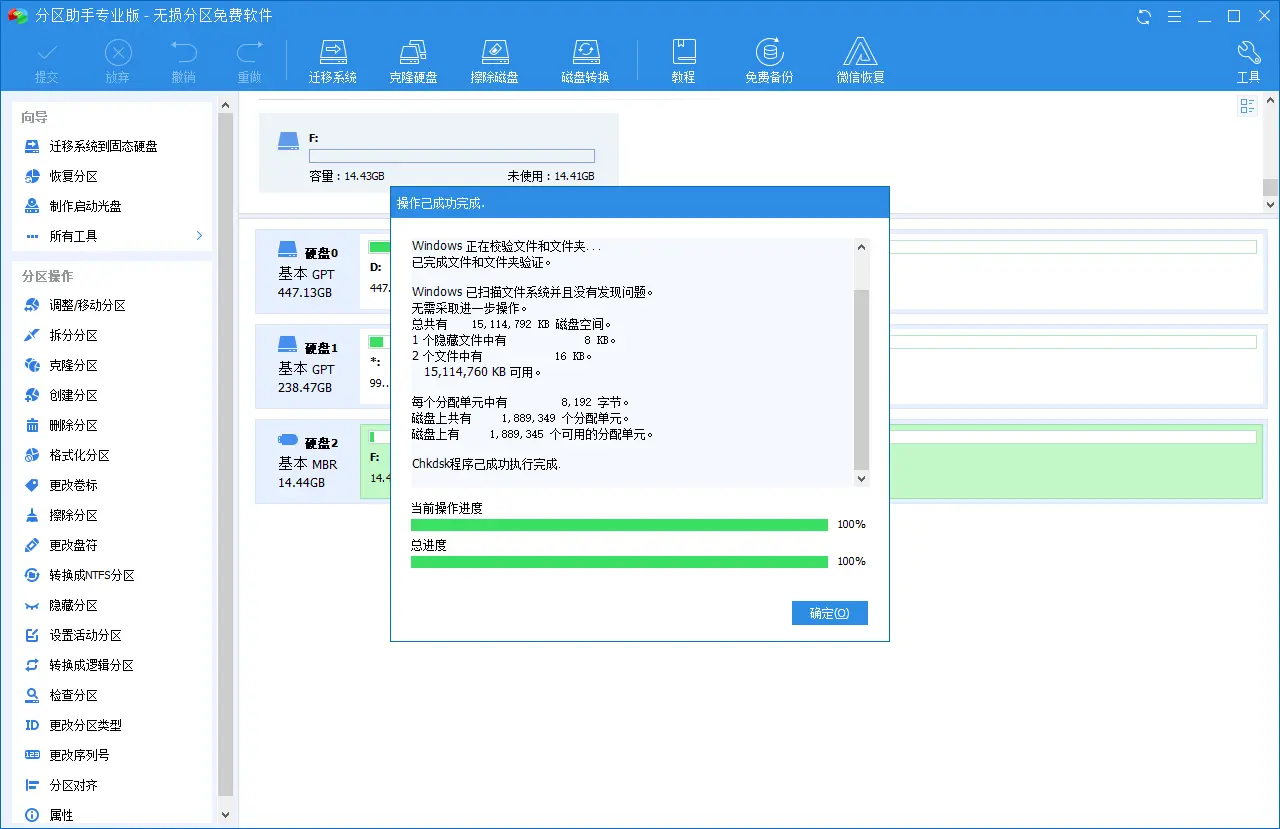 分区助手专业版 - 无损分区免费软件
提交
放弃
撤销
重做
迁移系统
克隆硬盘
擦除磁盘
磁盘转换
教程
免费备份
微信恢复
工具
向导
迁移系统到固态硬盘
恢复分区
制作启动光盘
所有工具
分区操作
调整/移动分区
拆分分区
克隆分区
创建分区
删除分区
格式化分区
更改卷标
擦除分区
更改盘符
转换成NTFS分区
隐藏分区
设置活动分区
转换成逻辑分区
检查分区
ID 更改分区类型
更改序列号
分区对齐
属性
F:
容量：14.43GB 未使用：14.41GB
硬盘0
基本 GPT
447.13GB
D:
447.
硬盘1
基本 GPT
238.47GB
*:
99..
硬盘2
基本 MBR
14.44GB
F:
14.4
操作已成功完成.
Windows 正在校验文件和文件夹...
已完成文件和文件夹验证。
Windows 已扫描文件系统并且没有发现问题。
无需采取进一步操作。
总共有 15,114,792 KB 磁盘空间。
1 个隐藏文件中有 8 KB。
2 个文件中有 16 KB。
15,114,760 KB 可用。
每个分配单元中有 8,192 字节。
磁盘上共有 1,889,349 个分配单元。
磁盘上有 1,889,345 个可用的分配单元。
Chkdsk程序已成功执行完成.
当前操作进度
100%
总进度
100%
确定(O)